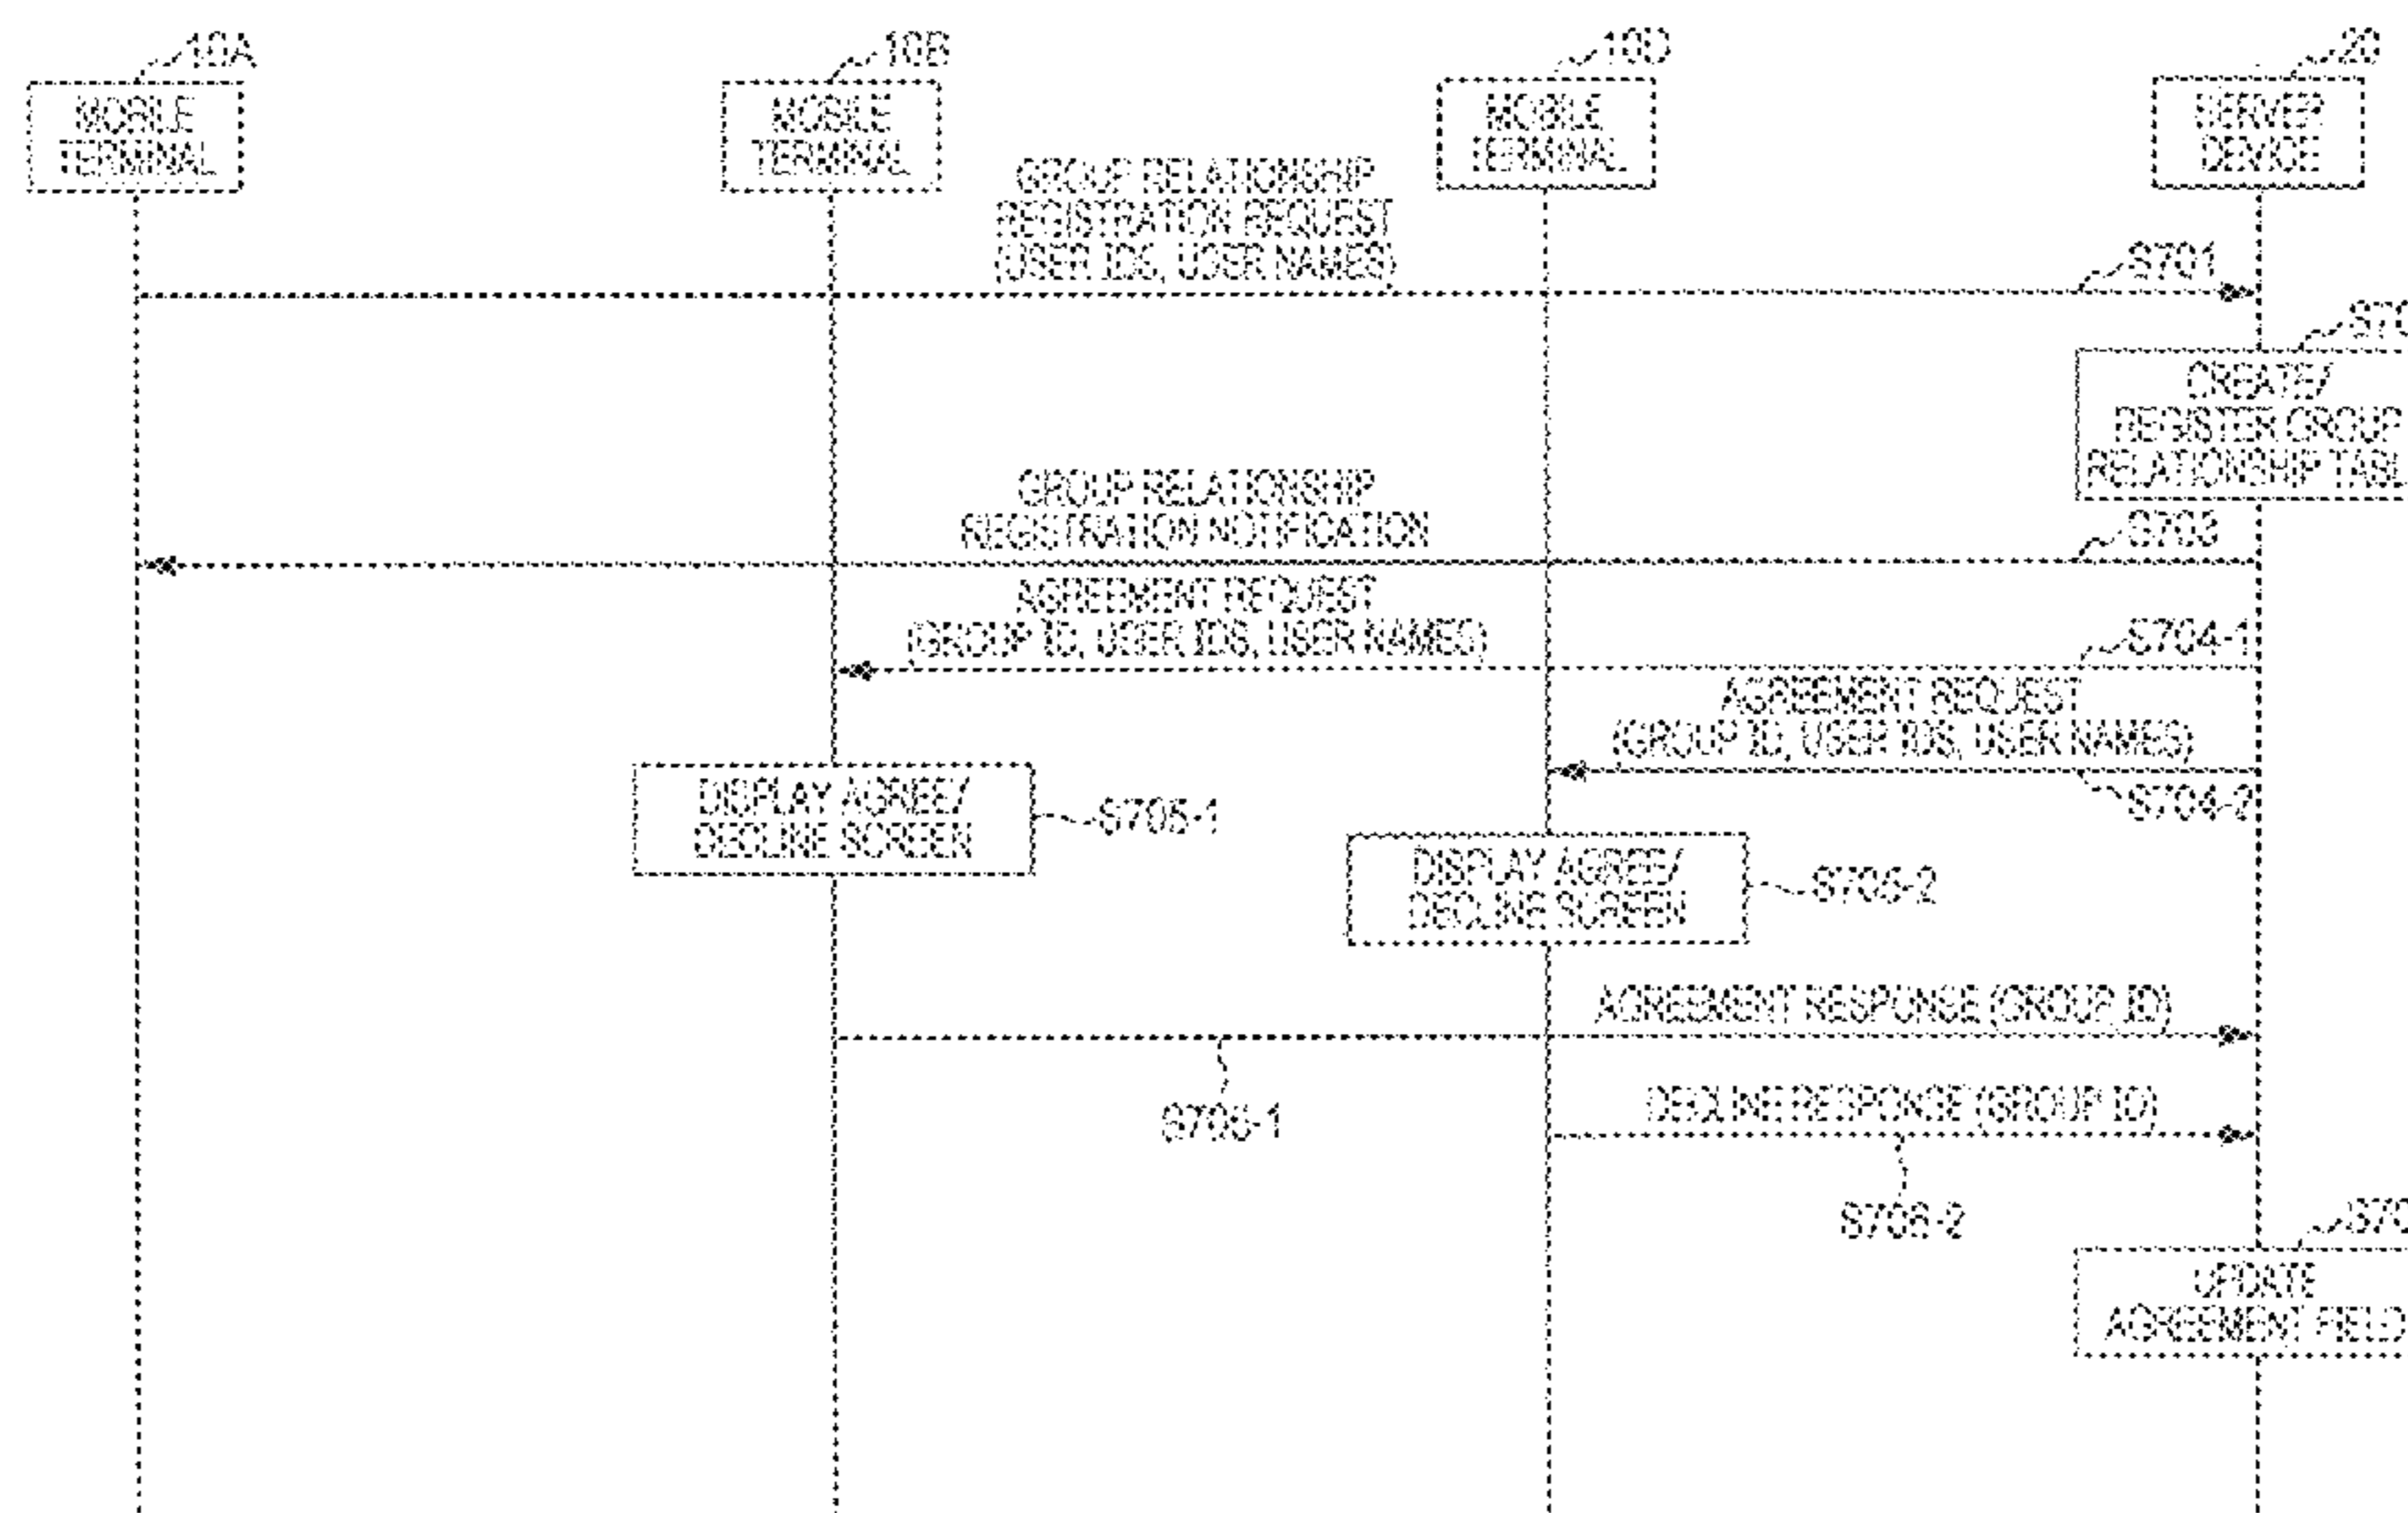 10A
10B
10D
20
MOBILE
TERMINAL
MOBILE
TERMINAL
MOBILE
TERMINAL
SERVER
DEVICE
GROUP RELATIONSHIP
REGISTRATION REQUEST
(USER IDS, USER NAMES)
S701
CREATE/
REGISTER GROUP
RELATIONSHIP TABL
GROUP RELATIONSHIP
REGISTRATION NOTIFICATION
S703
AGREEMENT REQUEST
(GROUP ID, USER IDS, USER NAMES)
S704-1
AGREEMENT REQUEST
(GROUP ID, USER IDS, USER NAMES)
S704-2
DISPLAY AGREE/
DECLINE SCREEN
S705-1
DISPLAY AGREE/
DECLINE SCREEN
S705-2
AGREEMENT RESPONSE (GROUP ID)
S706-1
DECLINE RESPONSE (GROUP ID)
S706-2
UPDATE
AGREEMENT FIELD